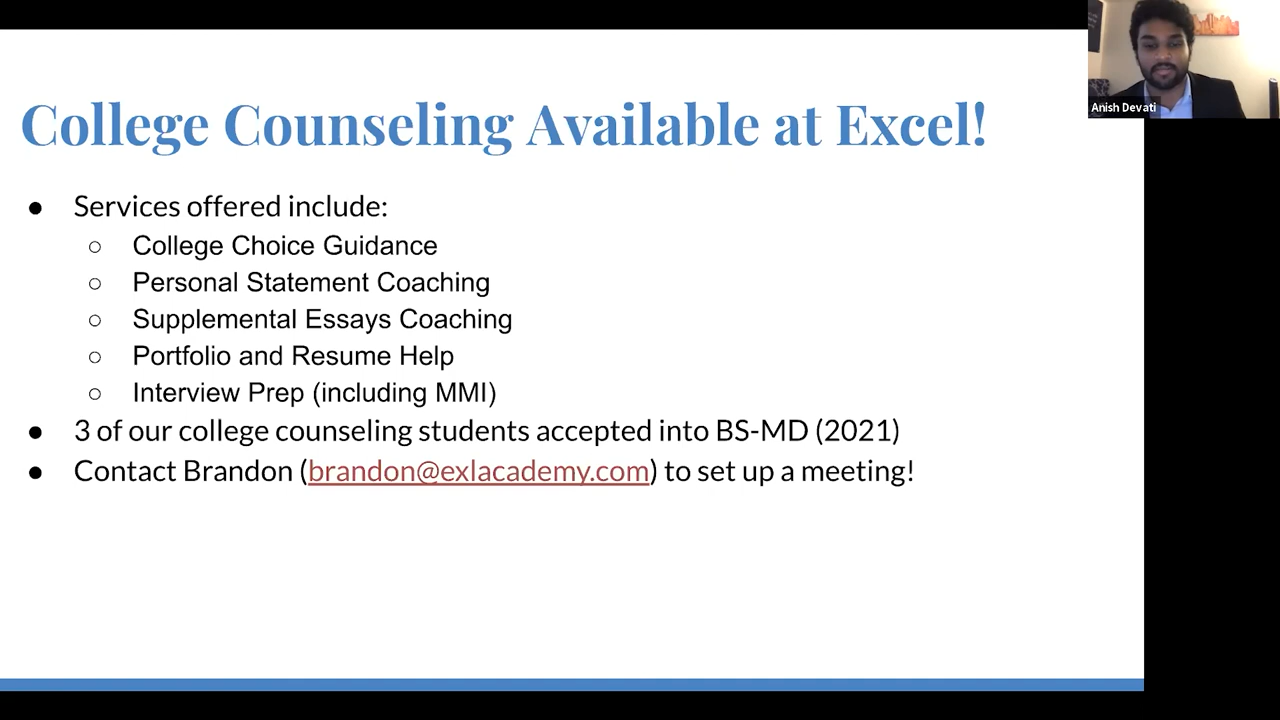 College Counseling Available at Excel!
● Services offered include:
○ College Choice Guidance
○ Personal Statement Coaching
○ Supplemental Essays Coaching
○ Portfolio and Resume Help
○ Interview Prep (including MMI)
● 3 of our college counseling students accepted into BS-MD (2021)
● Contact Brandon (brandon@exlacademy.com) to set up a meeting!
Anish Devati